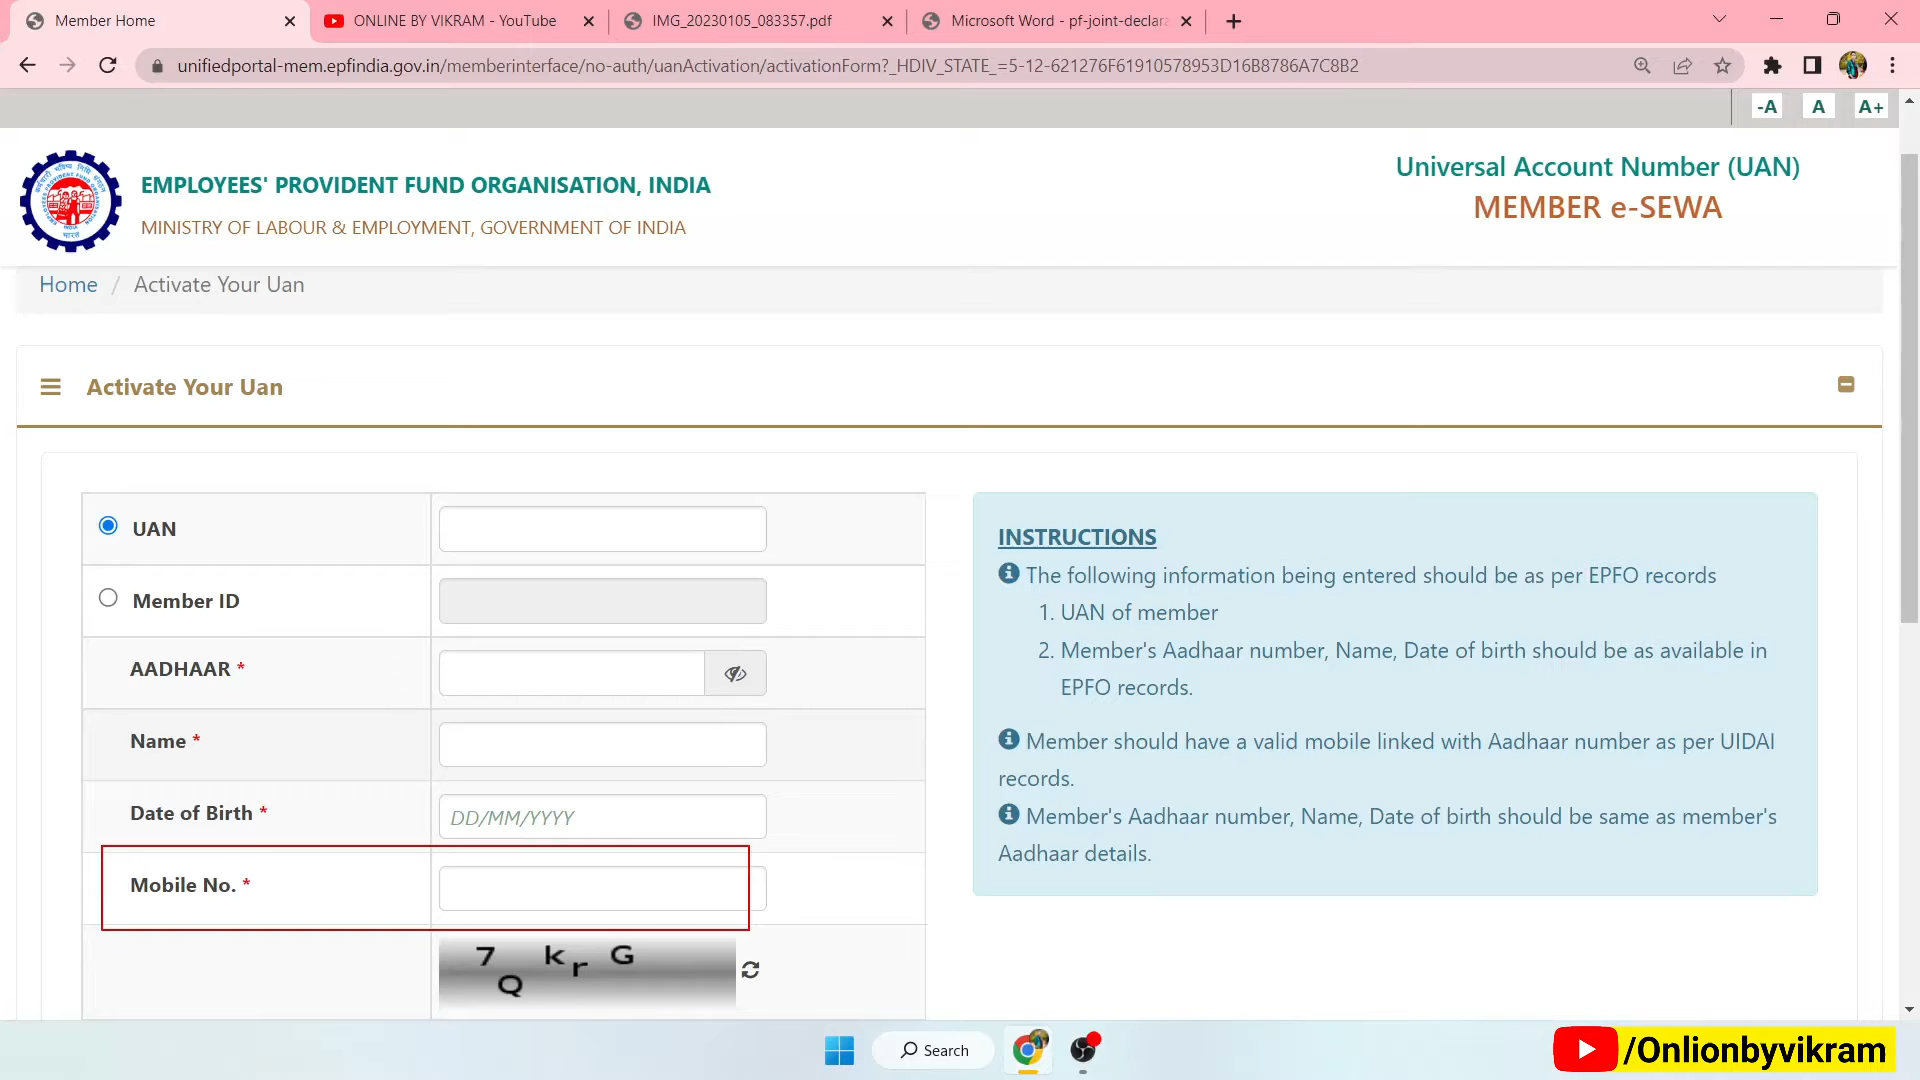 Member Home
ONLINE BY VIKRAM - YouTube
IMG_20230105_083357.pdf
Microsoft Word - pf-joint-declara
unifiedportal-mem.epfindia.gov.in/memberinterface/no-auth/uanActivation/activationForm?_HDIV_STATE_=5-12-621276F61910578953D16B8786A7C8B2
-A A A+
EMPLOYEES' PROVIDENT FUND ORGANISATION, INDIA
MINISTRY OF LABOUR & EMPLOYMENT, GOVERNMENT OF INDIA
Universal Account Number (UAN)
MEMBER e-SEWA
Home / Activate Your Uan
Activate Your Uan
UAN
Member ID
AADHAAR *
Name *
Date of Birth *
DD/MM/YYYY
Mobile No. *
7 Q k r G
INSTRUCTIONS
The following information being entered should be as per EPFO records
1. UAN of member
2. Member's Aadhaar number, Name, Date of birth should be as available in
EPFO records.
Member should have a valid mobile linked with Aadhaar number as per UIDAI
records.
Member's Aadhaar number, Name, Date of birth should be same as member's
Aadhaar details.
Search
/Onlionbyvikram